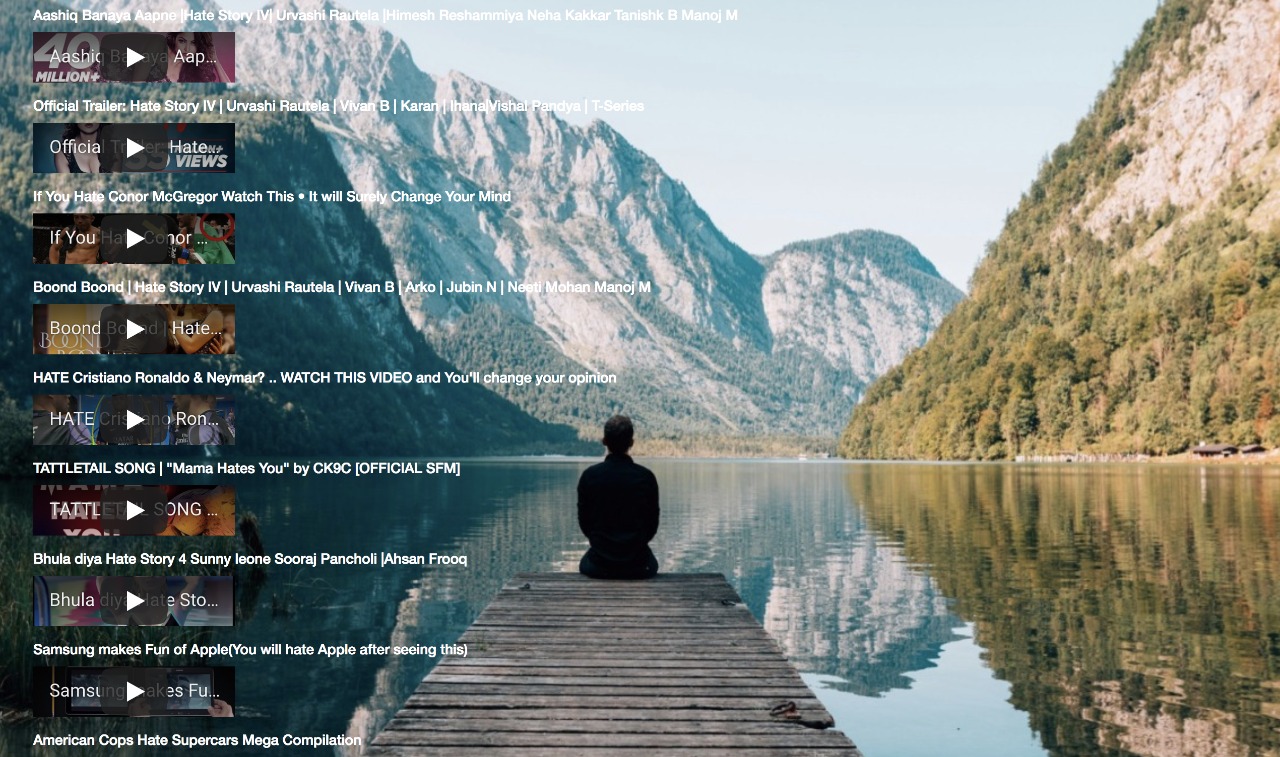 Aashiq Banaya Aapne |Hate Story IV| Urvashi Rautela |Himesh Reshammiya Neha Kakkar Tanishk B Manoj M
40
MILLION+
Aashiq Banaya Aap...
Official Trailer: Hate Story IV | Urvashi Rautela | Vivan B | Karan | Ihana|Vishal Pandya | T-Series
Official Trailer: Hate...
VIEWS
If You Hate Conor McGregor Watch This • It will Surely Change Your Mind
If You Hate Conor ...
Boond Boond | Hate Story IV | Urvashi Rautela | Vivan B | Arko | Jubin N | Neeti Mohan Manoj M
Boond Boond | Hate...
HATE Cristiano Ronaldo & Neymar? .. WATCH THIS VIDEO and You'll change your opinion
HATE Cristiano Ron...
TATTLETAIL SONG | "Mama Hates You" by CK9C [OFFICIAL SFM]
TATTLETAIL SONG ...
Bhula diya Hate Story 4 Sunny leone Sooraj Pancholi |Ahsan Frooq
Bhula diya Hate Sto...
Samsung makes Fun of Apple(You will hate Apple after seeing this)
Samsung makes Fu...
American Cops Hate Supercars Mega Compilation